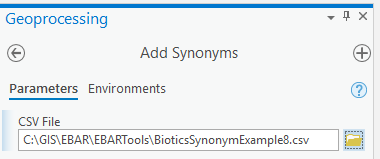 Geoprocessing
Add Synonyms
Parameters Environments
CSV File
C:\GIS\EBAR\EBARTools\BioticsSynonymExample8.csv